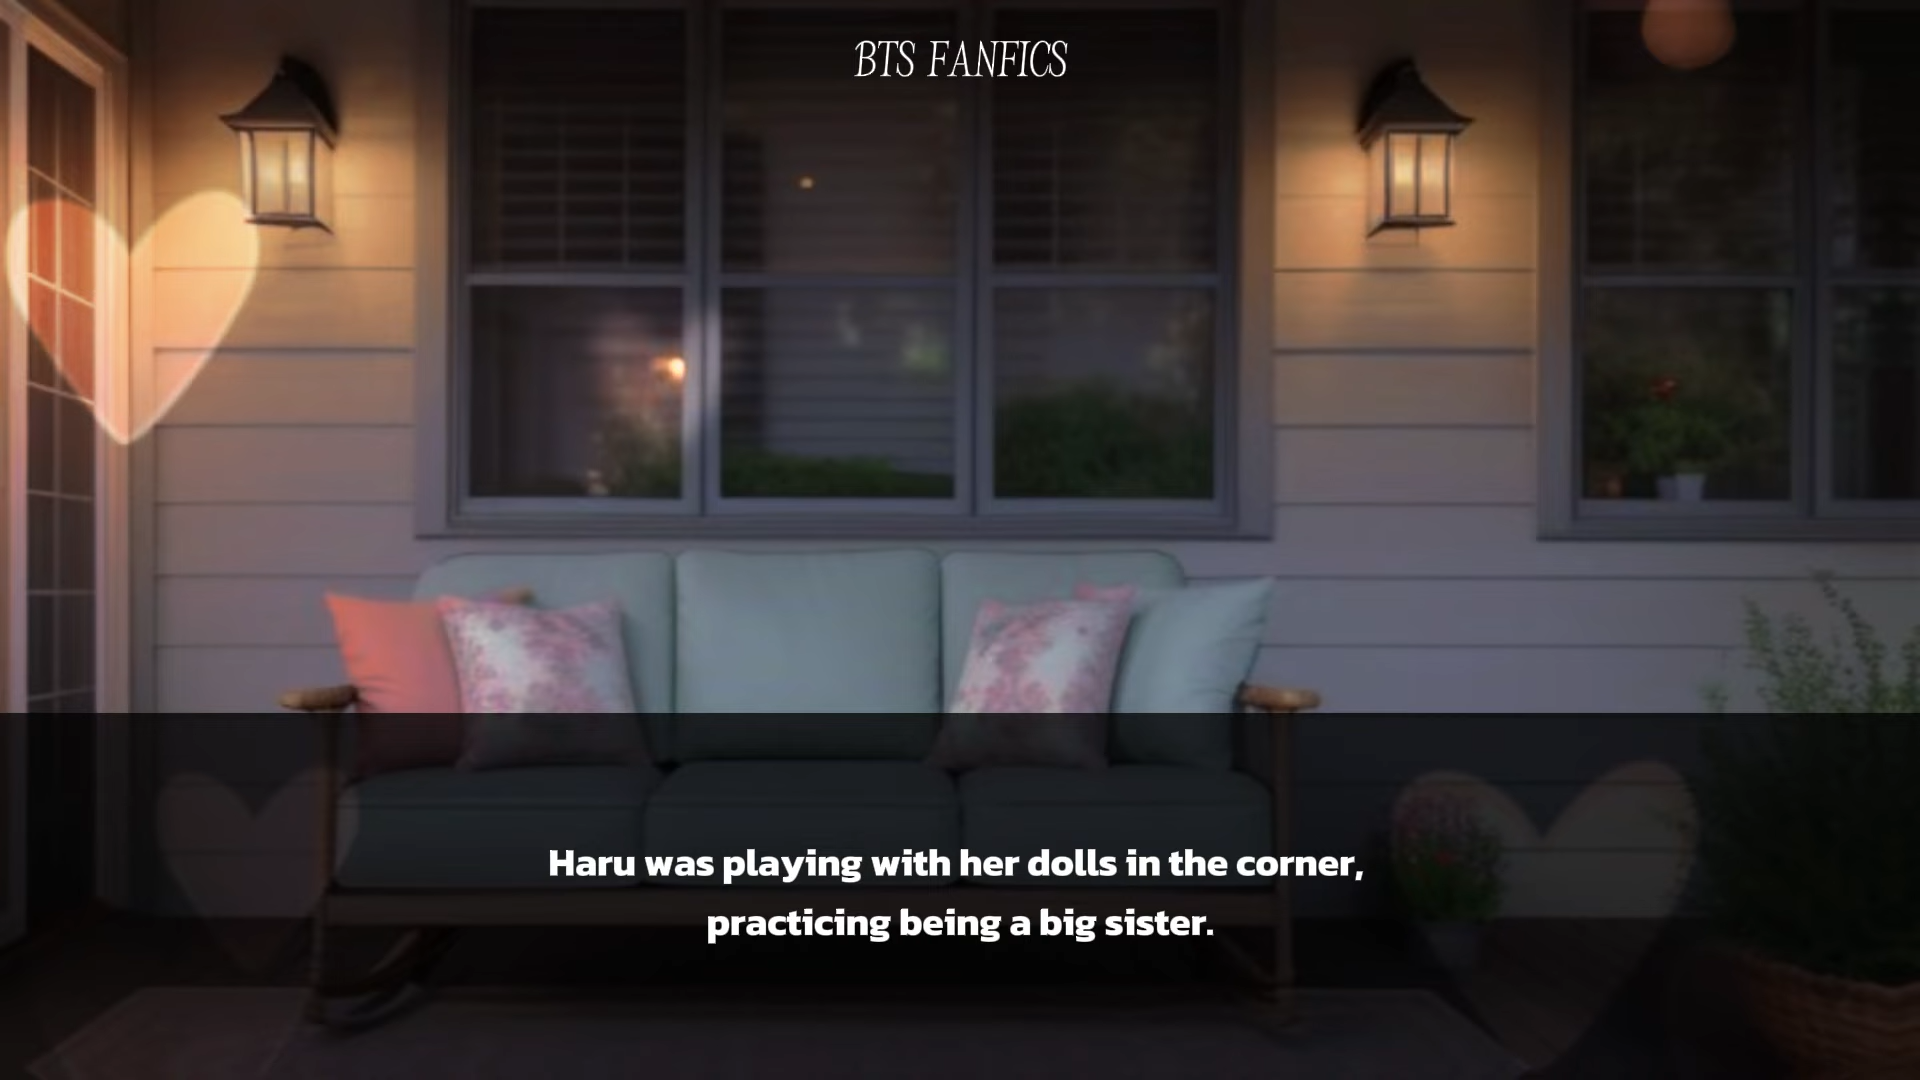 BTS FANFICS
Haru was playing with her dolls in the corner,
practicing being a big sister.